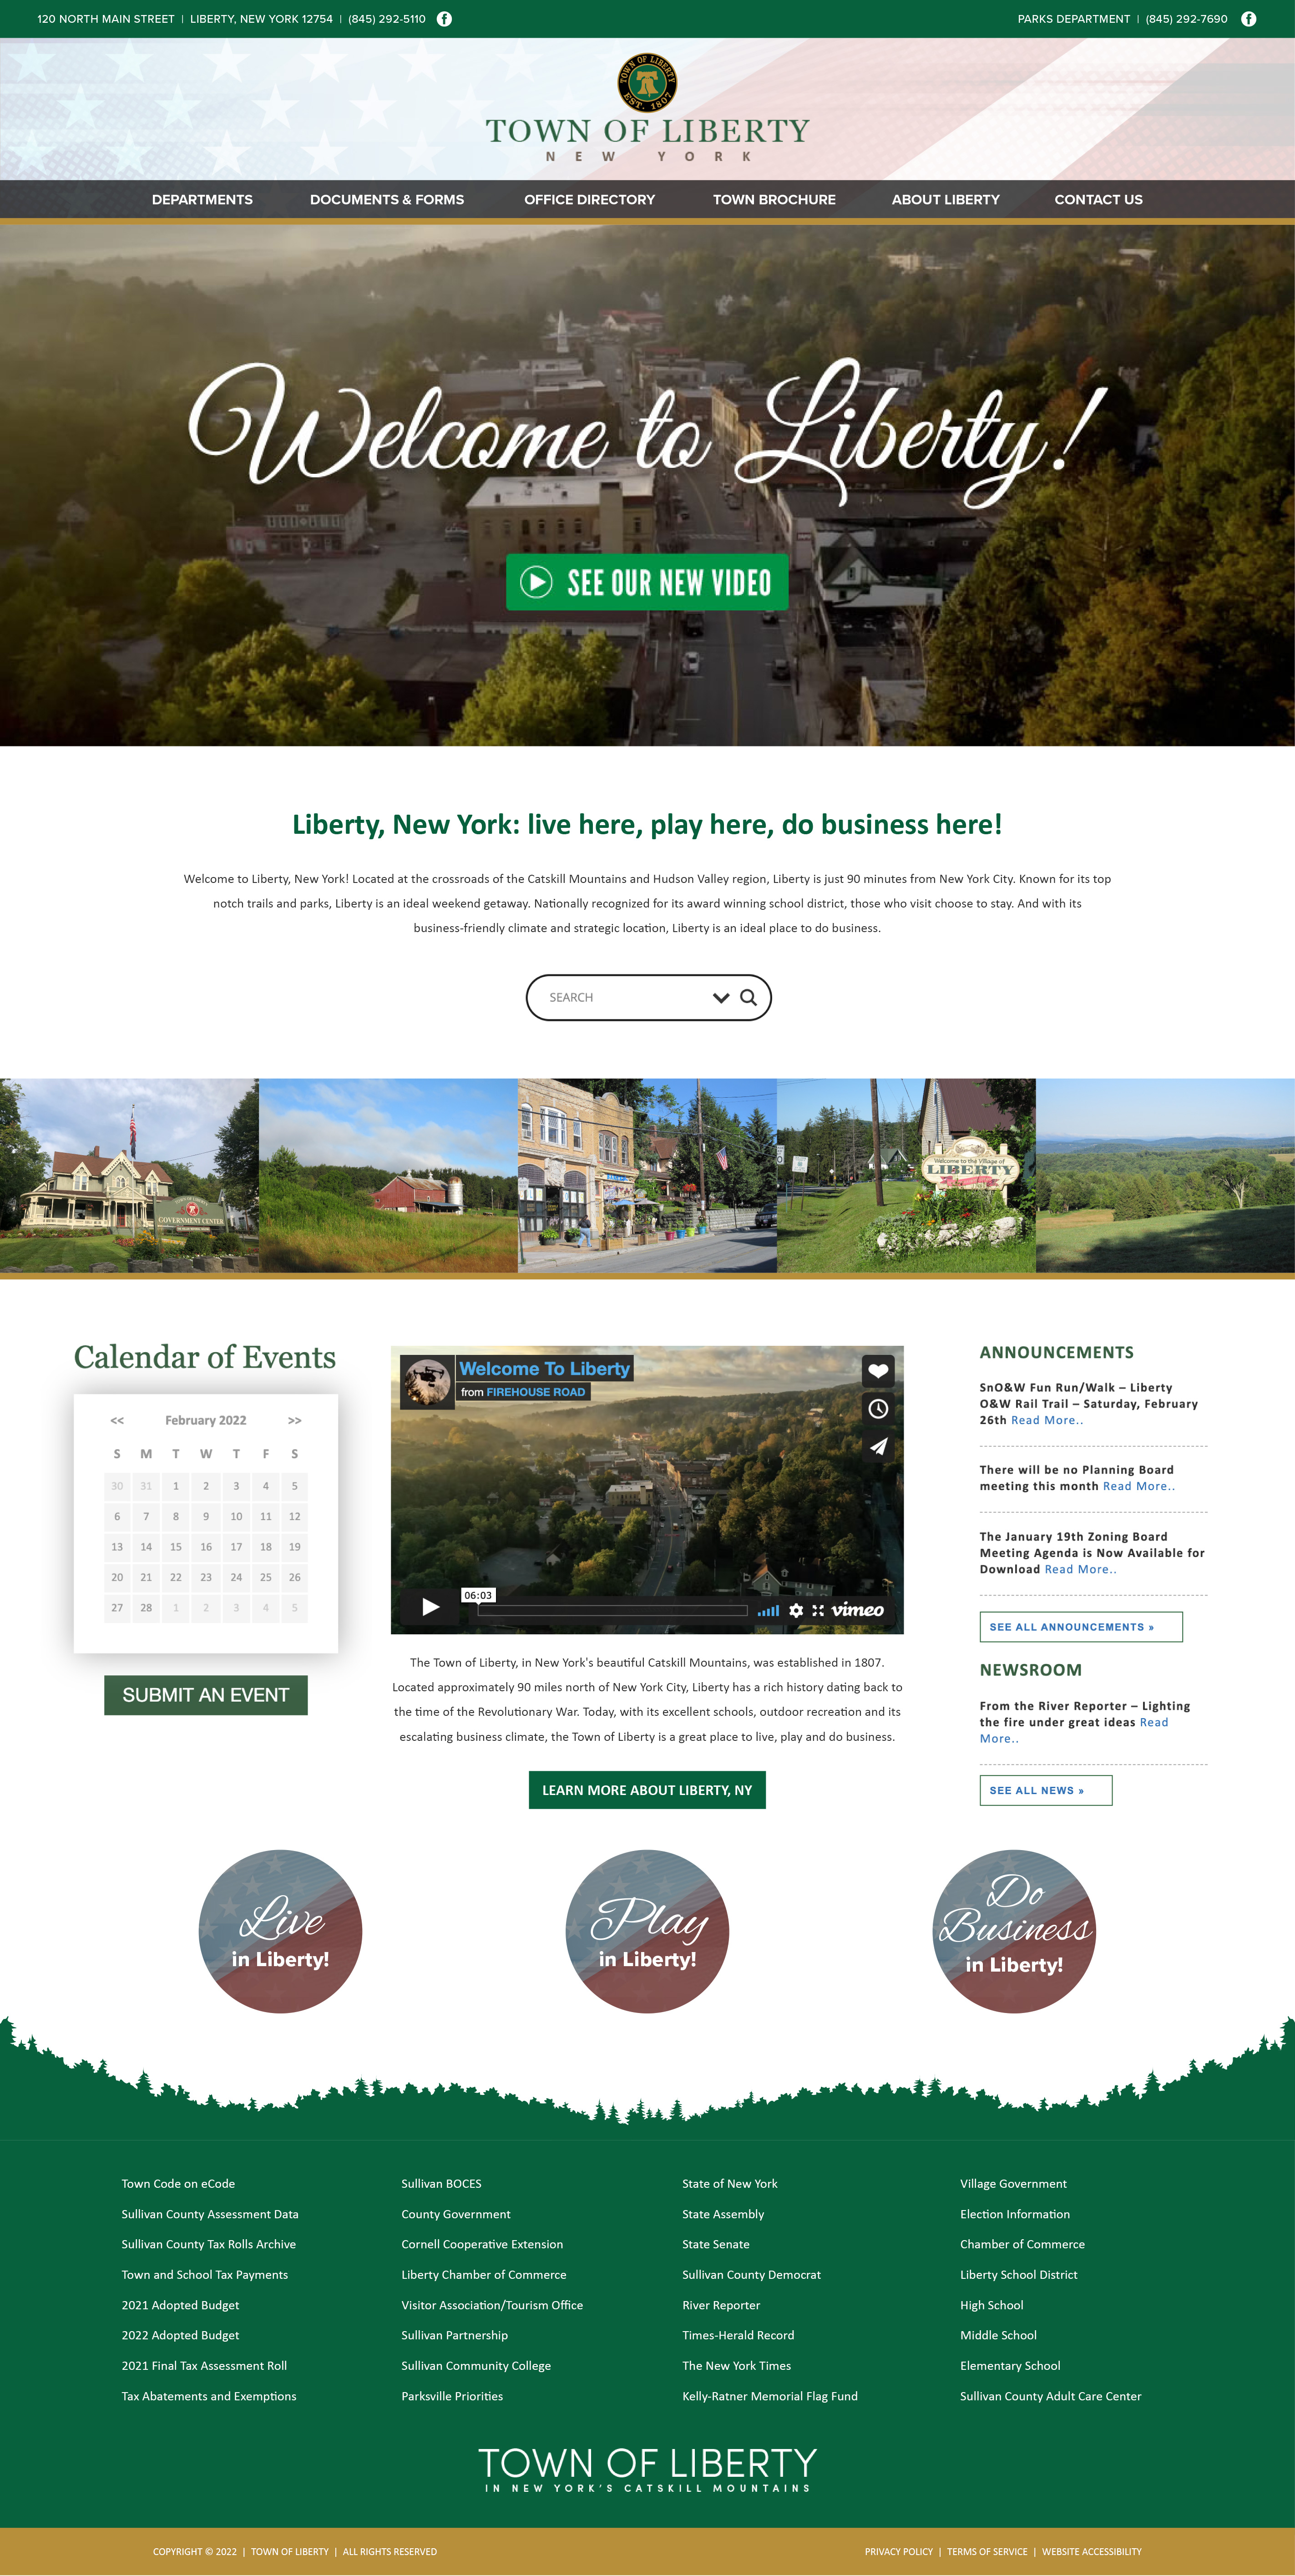 120 NORTH MAIN STREET | LIBERTY, NEW YORK 12754 | (845) 292-5110
PARKS DEPARTMENT | (845) 292-7690
TOWN OF LIBERTY
EST. 1807
TOWN OF LIBERTY
NEW YORK
DEPARTMENTS
DOCUMENTS & FORMS
OFFICE DIRECTORY
TOWN BROCHURE
ABOUT LIBERTY
CONTACT US
Welcome to Liberty!
SEE OUR NEW VIDEO
Liberty, New York: live here, play here, do business here!
Welcome to Liberty, New York! Located at the crossroads of the Catskill Mountains and Hudson Valley region, Liberty is just 90 minutes from New York City. Known for its top
notch trails and parks, Liberty is an ideal weekend getaway. Nationally recognized for its award winning school district, those who visit choose to stay. And with its
business-friendly climate and strategic location, Liberty is an ideal place to do business.
SEARCH
GOVERNMENT CENTER
Welcome to the Village of
LIBERTY
Calendar of Events
<< February 2022 >>
S M T W T F S
30 31 1 2 3 4 5
6 7 8 9 10 11 12
13 14 15 16 17 18 19
20 21 22 23 24 25 26
27 28 1 2 3 4 5
SUBMIT AN EVENT
Welcome To Liberty
from FIREHOUSE ROAD
06:03
vimeo
The Town of Liberty, in New York's beautiful Catskill Mountains, was established in 1807.
Located approximately 90 miles north of New York City, Liberty has a rich history dating back to
the time of the Revolutionary War. Today, with its excellent schools, outdoor recreation and its
escalating business climate, the Town of Liberty is a great place to live, play and do business.
LEARN MORE ABOUT LIBERTY, NY
ANNOUNCEMENTS
SnO&W Fun Run/Walk – Liberty
O&W Rail Trail – Saturday, February
26th Read More..
There will be no Planning Board
meeting this month Read More..
The January 19th Zoning Board
Meeting Agenda is Now Available for
Download Read More..
SEE ALL ANNOUNCEMENTS »
NEWSROOM
From the River Reporter – Lighting
the fire under great ideas Read
More..
SEE ALL NEWS »
Live
in Liberty!
Play
in Liberty!
Do
Business
in Liberty!
Town Code on eCode
Sullivan County Assessment Data
Sullivan County Tax Rolls Archive
Town and School Tax Payments
2021 Adopted Budget
2022 Adopted Budget
2021 Final Tax Assessment Roll
Tax Abatements and Exemptions
Sullivan BOCES
County Government
Cornell Cooperative Extension
Liberty Chamber of Commerce
Visitor Association/Tourism Office
Sullivan Partnership
Sullivan Community College
Parksville Priorities
State of New York
State Assembly
State Senate
Sullivan County Democrat
River Reporter
Times-Herald Record
The New York Times
Kelly-Ratner Memorial Flag Fund
Village Government
Election Information
Chamber of Commerce
Liberty School District
High School
Middle School
Elementary School
Sullivan County Adult Care Center
TOWN OF LIBERTY
IN NEW YORK'S CATSKILL MOUNTAINS
COPYRIGHT © 2022 | TOWN OF LIBERTY | ALL RIGHTS RESERVED
PRIVACY POLICY | TERMS OF SERVICE | WEBSITE ACCESSIBILITY